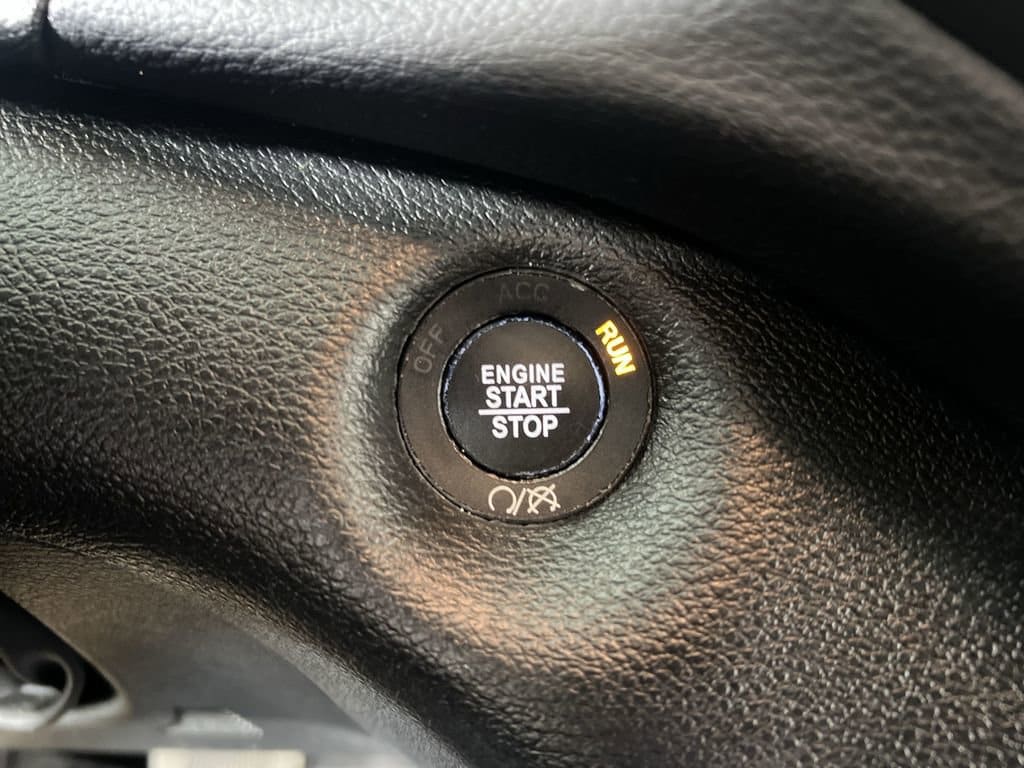 ACC
OFF
RUN
ENGINE
START
STOP